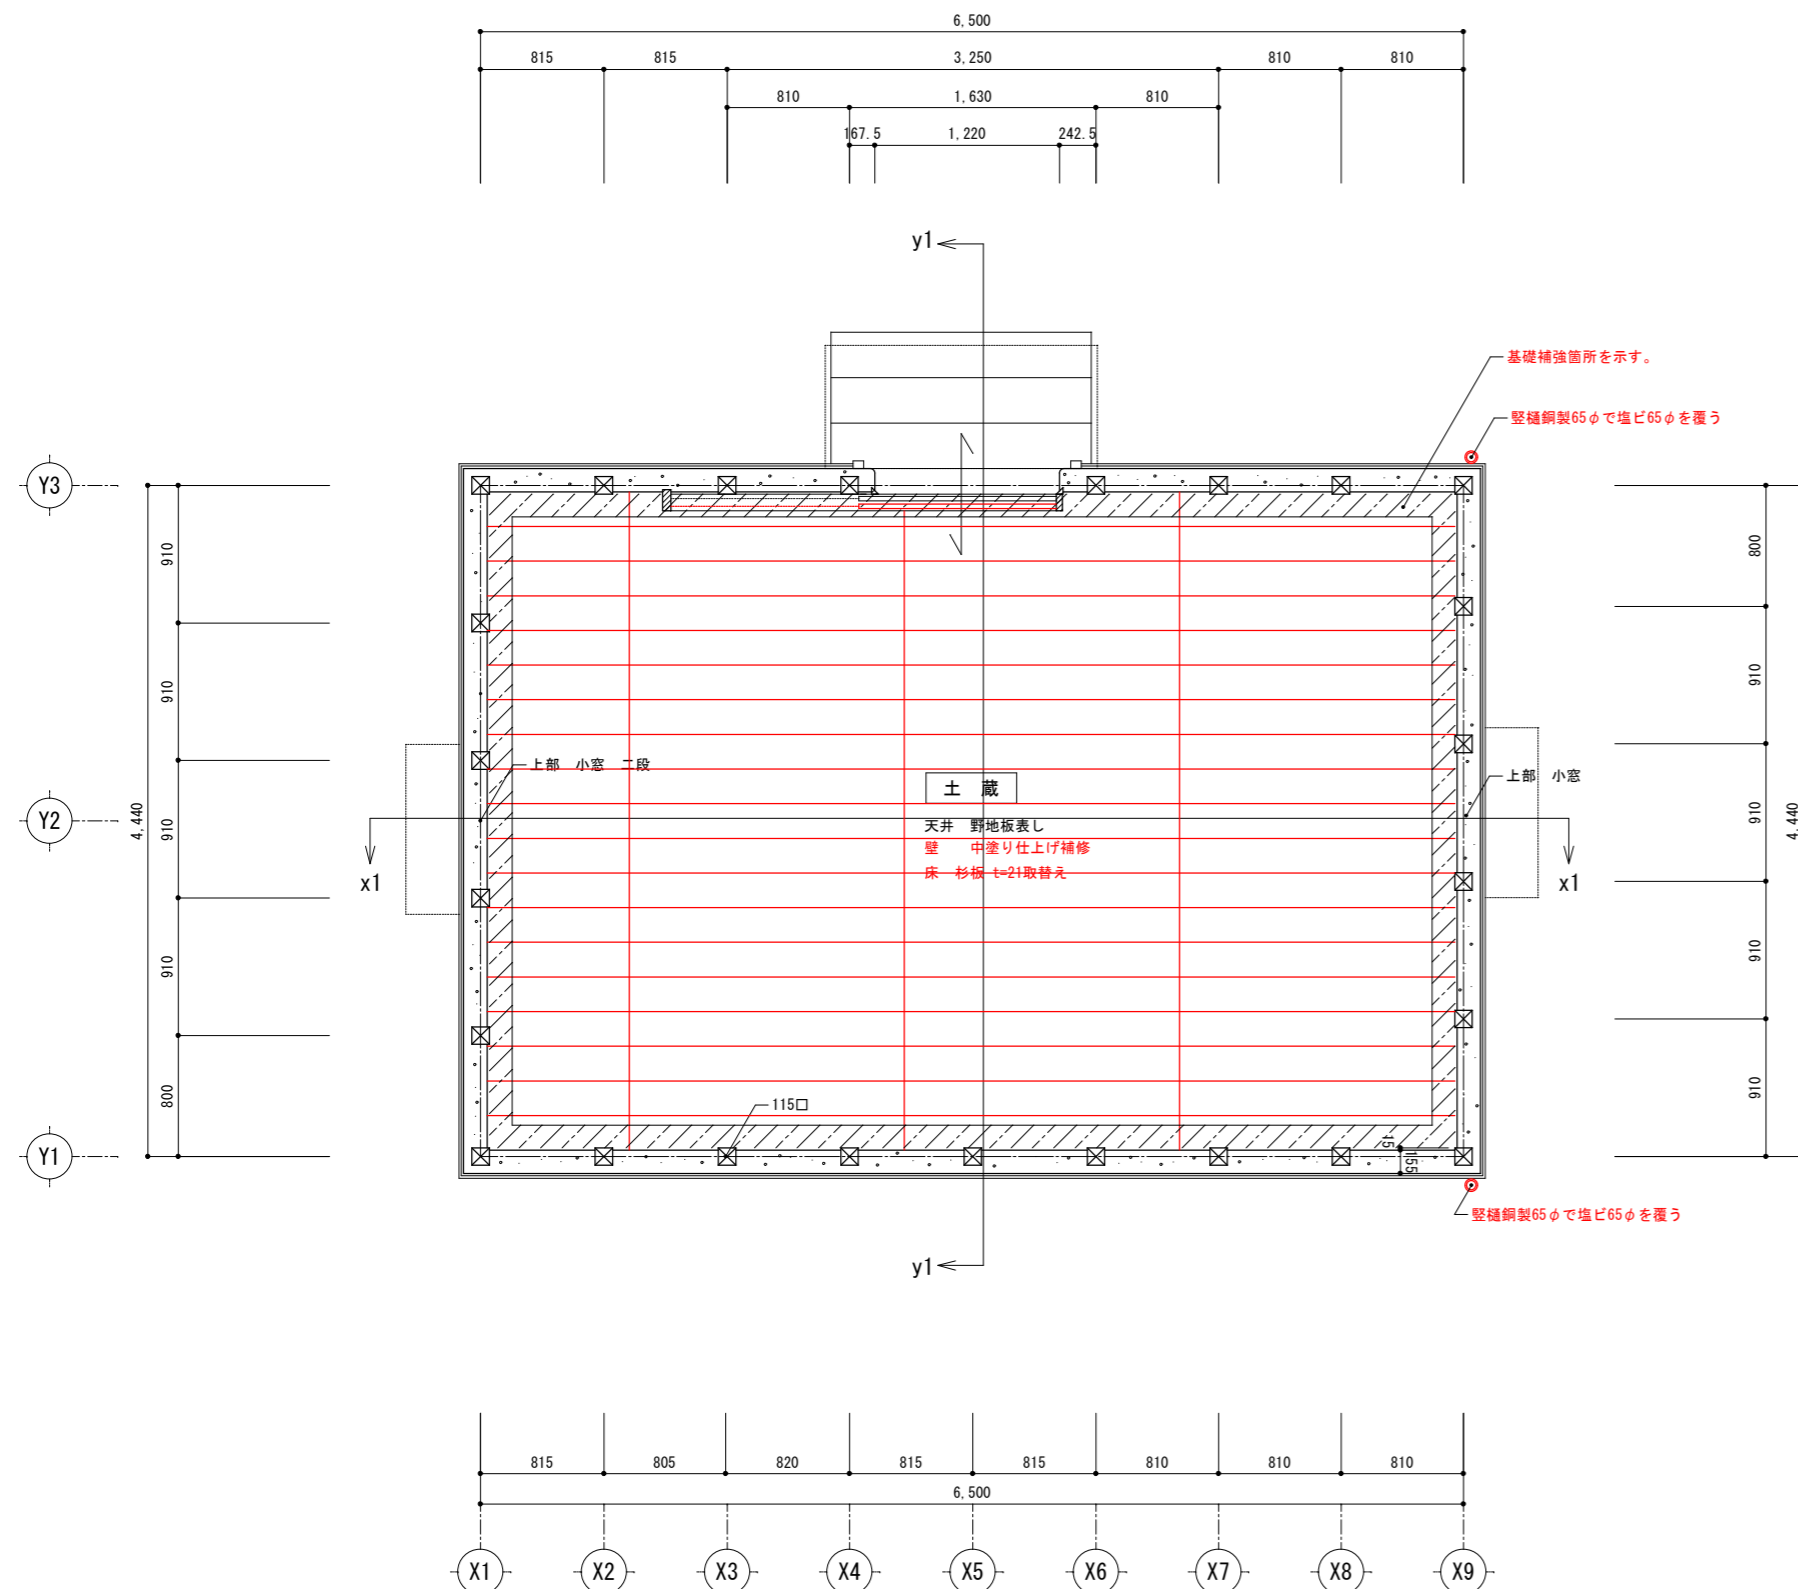 6,500
815 815 3,250 810 810
810 1,630 810
167.5 1,220 242.5
y1
基礎補強箇所を示す。
竪樋銅製65φで塩ビ65φを覆う
Y3
910
800
910
910
上部 小窓 二段
上部 小窓
土 蔵
Y2
4,440
910
910
4,440
天井 野地板表し
壁 中塗り仕上げ補修
床 杉板 t=21取替え
x1
x1
910
910
800
115□
910
15
155
Y1
竪樋銅製65φで塩ビ65φを覆う
y1
815 805 820 815 815 810 810 810
6,500
X1 X2 X3 X4 X5 X6 X7 X8 X9